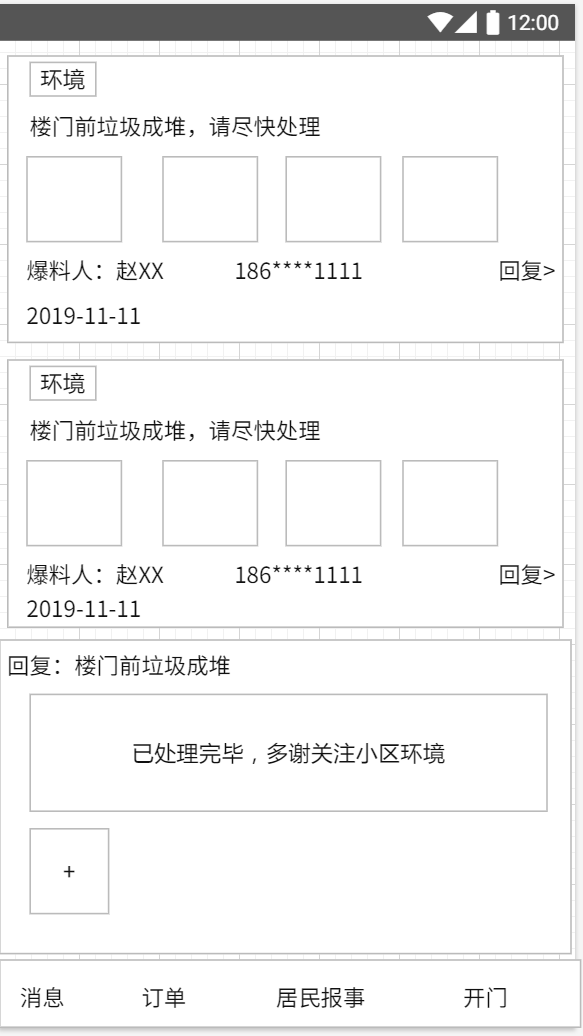 12:00
环境
楼门前垃圾成堆，请尽快处理
爆料人：赵XX 186****1111 回复>
2019-11-11
环境
楼门前垃圾成堆，请尽快处理
爆料人：赵XX 186****1111 回复>
2019-11-11
回复：楼门前垃圾成堆
已处理完毕，多谢关注小区环境
+
消息 订单 居民报事 开门